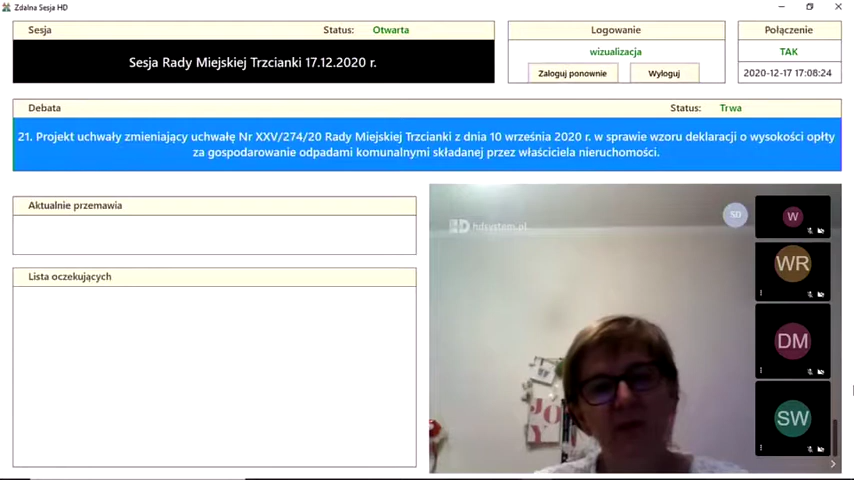 Zdalna Sesja HD
Sesja
Status: Otwarta
Sesja Rady Miejskiej Trzcianki 17.12.2020 r.
Logowanie
wizualizacja
Zaloguj ponownie
Wyloguj
Połączenie
TAK
2020-12-17 17:08:24
Debata
Status: Trwa
21. Projekt uchwały zmieniający uchwałę Nr XXV/274/20 Rady Miejskiej Trzcianki z dnia 10 września 2020 r. w sprawie wzoru deklaracji o wysokości opłty
za gospodarowanie odpadami komunalnymi składanej przez właściciela nieruchomości.
Aktualnie przemawia
Lista oczekujących
HD hdsystem.pl
SD
W
WR
DM
SW
JO
Y